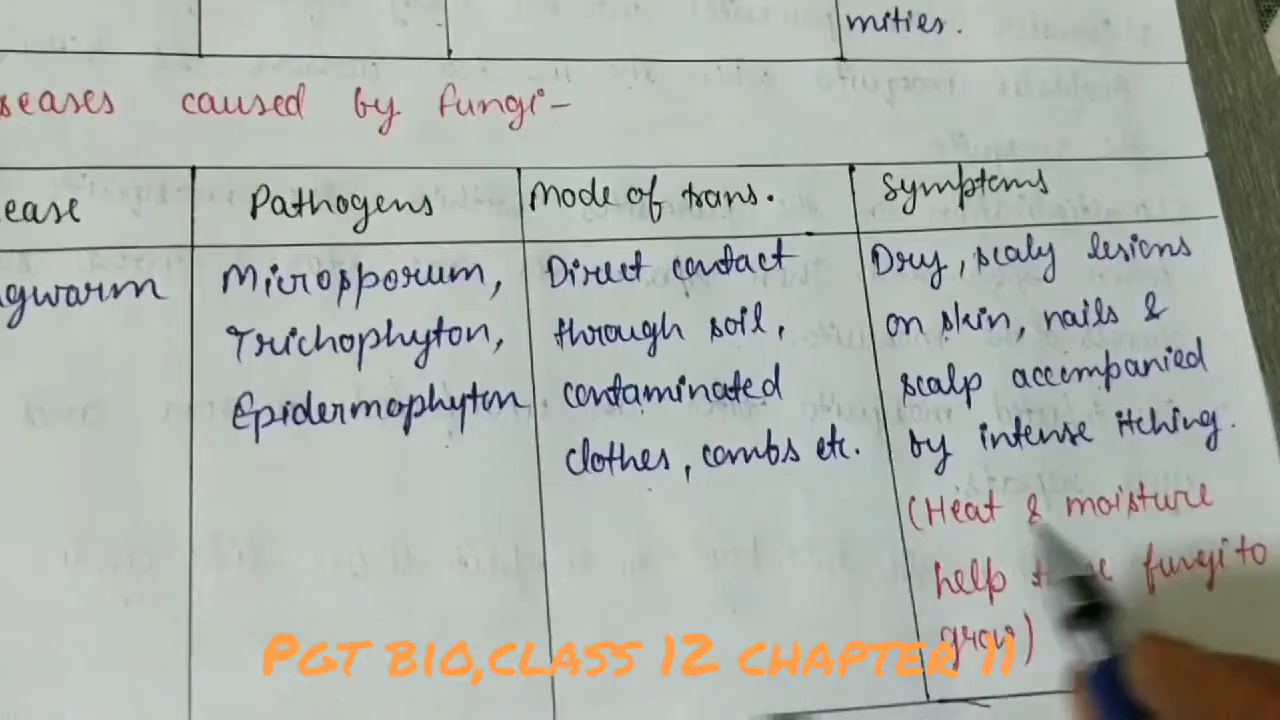 mities.
seases caused by fungi-
ease Pathogens Mode of trans. Symptoms
gwarm Microsporum, Direct contact Dry, scaly lesions
Trichophyton, through soil, on skin, nails &
Epidermophyton contaminated scalp accompanied
clothes, combs etc. by intense itching.
(Heat & moisture
help fungi to
grow)
PGT BIO,CLASS 12 CHAPTER 11